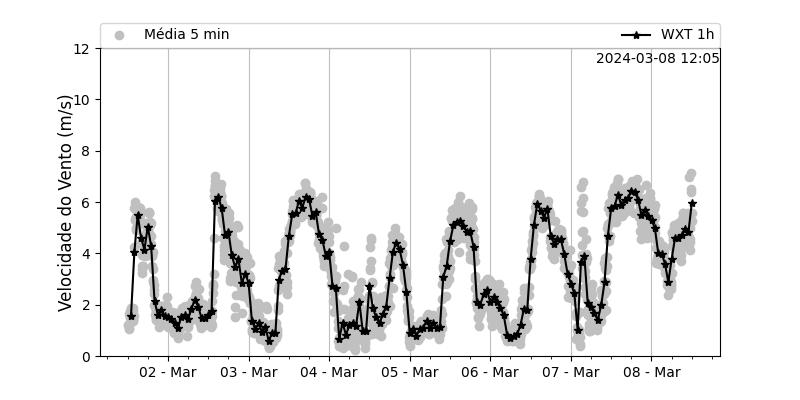 Média 5 min
WXT 1h
2024-03-08 12:05
Velocidade do Vento (m/s)
12
10
8
6
4
2
0
02 - Mar
03 - Mar
04 - Mar
05 - Mar
06 - Mar
07 - Mar
08 - Mar